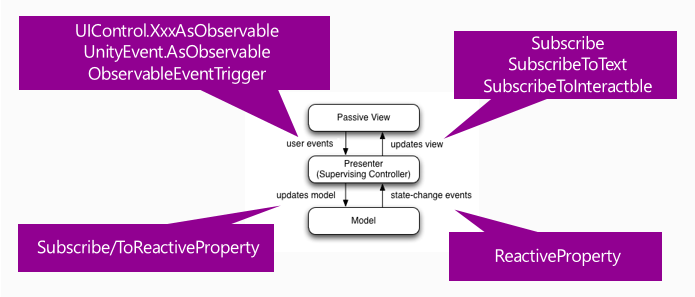 UIControl.XxxAsObservable
UnityEvent.AsObservable
ObservableEventTrigger
Subscribe
SubscribeToText
SubscribeToInteractble
Passive View
user events
updates view
Presenter
(Supervising Controller)
updates model
state-change events
Model
Subscribe/ToReactiveProperty
ReactiveProperty